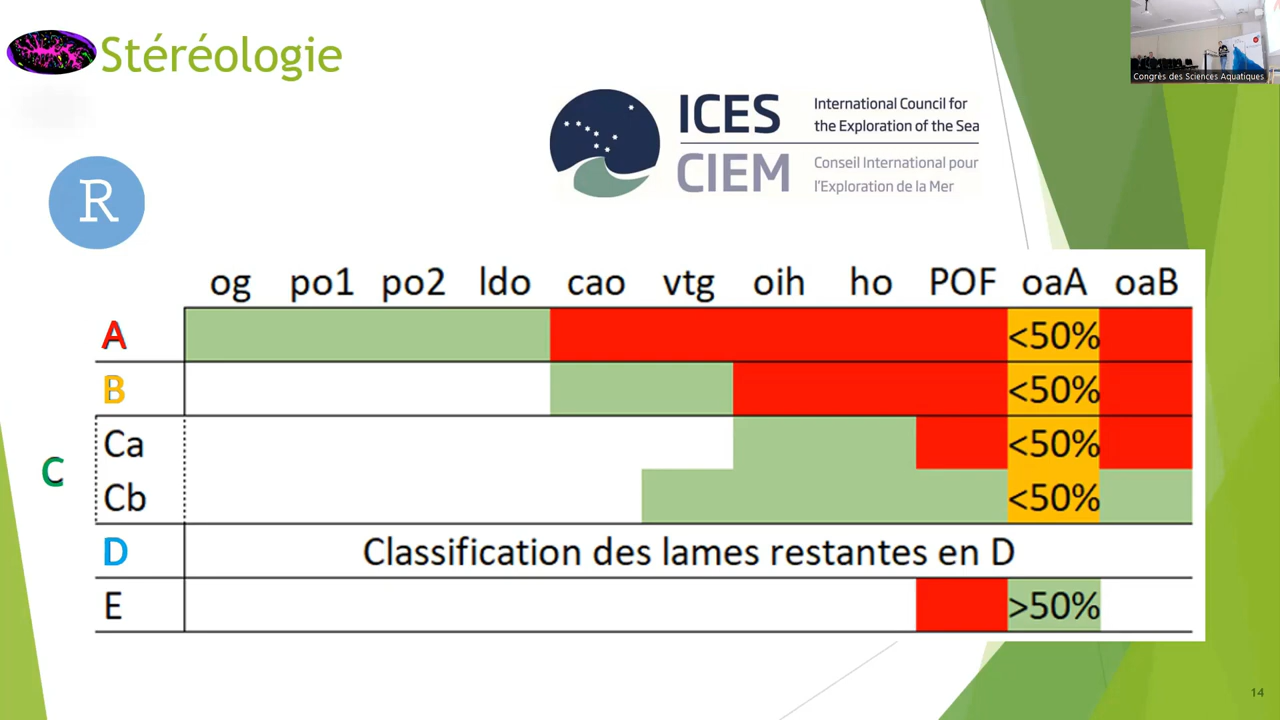 Stéréologie
Congrès des Sciences Aquatiques
ICES
International Council for
the Exploration of the Sea
CIEM
Conseil International pour
l'Exploration de la Mer
R
og po1 po2 ldo cao vtg oih ho POF oaA oaB
A <50%
B <50%
C
Ca <50%
Cb <50%
D Classification des lames restantes en D
E >50%
14